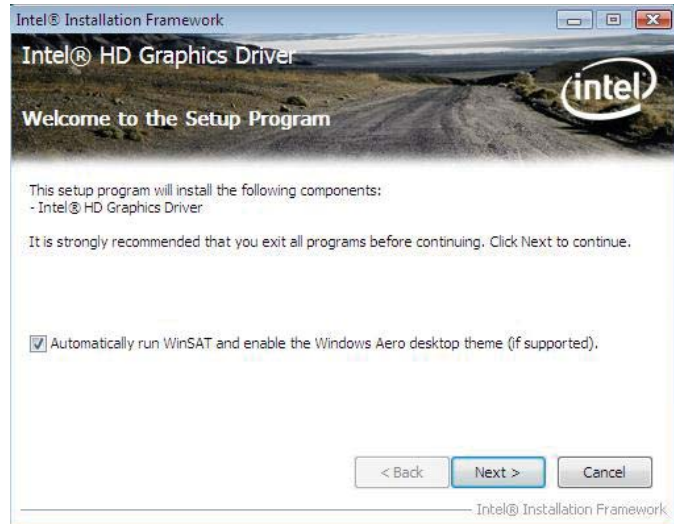 Intel® Installation Framework
Intel® HD Graphics Driver
intel
Welcome to the Setup Program
This setup program will install the following components:
- Intel® HD Graphics Driver
It is strongly recommended that you exit all programs before continuing. Click Next to continue.
Automatically run WinSAT and enable the Windows Aero desktop theme (if supported).
< Back Next > Cancel
Intel® Installation Framework